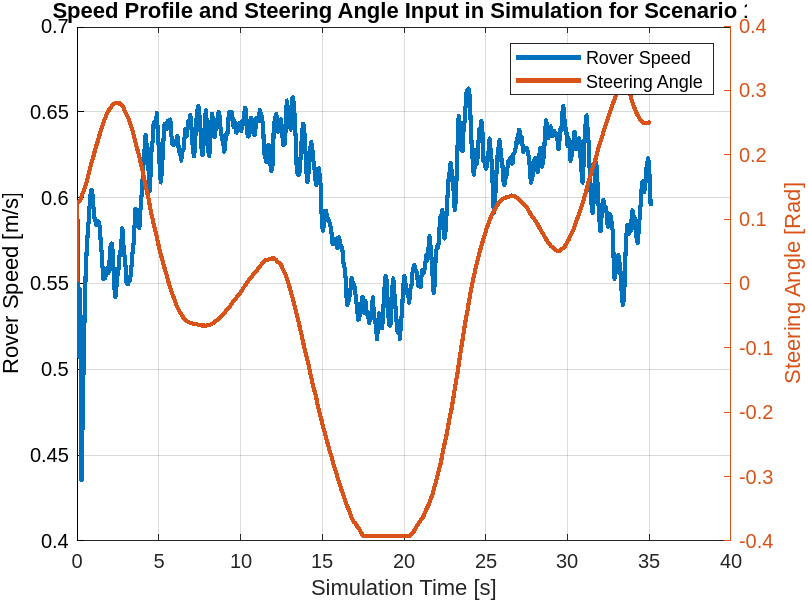 Speed Profile and Steering Angle Input in Simulation for Scenario
Rover Speed
Steering Angle
0.7
0.65
0.6
0.55
0.5
0.45
0.4
Rover Speed [m/s]
0.4
0.3
0.2
0.1
0
-0.1
-0.2
-0.3
-0.4
Steering Angle [Rad]
0 5 10 15 20 25 30 35 40
Simulation Time [s]